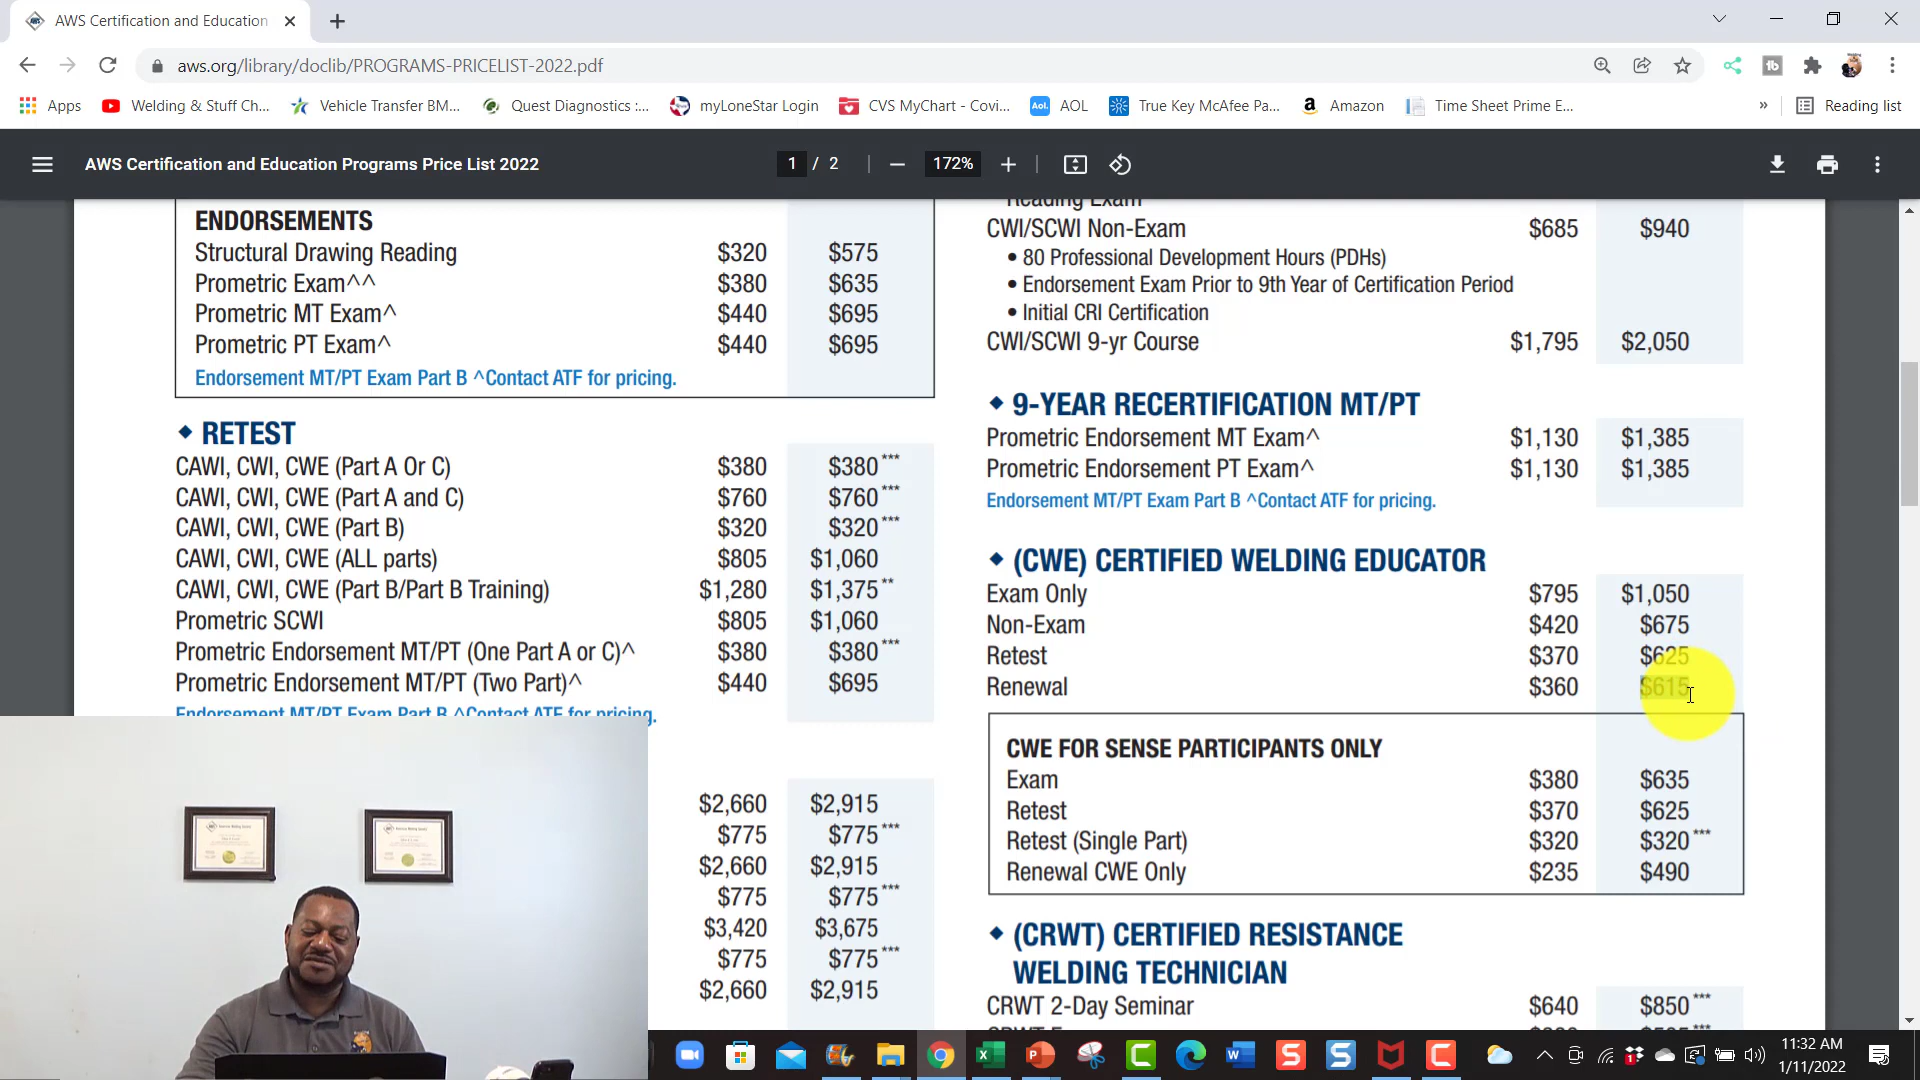 AWS Certification and Education
aws.org/library/doclib/PROGRAMS-PRICELIST-2022.pdf
Apps
Welding & Stuff Ch...
Vehicle Transfer BM...
Quest Diagnostics :...
myLoneStar Login
CVS MyChart - Covi...
AOL
True Key McAfee Pa...
Amazon
Time Sheet Prime E...
»
Reading list
AWS Certification and Education Programs Price List 2022
1 / 2
172%
ENDORSEMENTS
Structural Drawing Reading $320 $575
Prometric Exam^^ $380 $635
Prometric MT Exam^ $440 $695
Prometric PT Exam^ $440 $695
Endorsement MT/PT Exam Part B ^Contact ATF for pricing.
◆ RETEST
CAWI, CWI, CWE (Part A Or C) $380 $380***
CAWI, CWI, CWE (Part A and C) $760 $760***
CAWI, CWI, CWE (Part B) $320 $320***
CAWI, CWI, CWE (ALL parts) $805 $1,060
CAWI, CWI, CWE (Part B/Part B Training) $1,280 $1,375**
Prometric SCWI $805 $1,060
Prometric Endorsement MT/PT (One Part A or C)^ $380 $380***
Prometric Endorsement MT/PT (Two Part)^ $440 $695
Endorsement MT/PT Exam Part B ^Contact ATF for pricing.
$2,660 $2,915
$775 $775***
$2,660 $2,915
$775 $775***
$3,420 $3,675
$775 $775***
$2,660 $2,915
Reading Exam
CWI/SCWI Non-Exam $685 $940
• 80 Professional Development Hours (PDHs)
• Endorsement Exam Prior to 9th Year of Certification Period
• Initial CRI Certification
CWI/SCWI 9-yr Course $1,795 $2,050
◆ 9-YEAR RECERTIFICATION MT/PT
Prometric Endorsement MT Exam^ $1,130 $1,385
Prometric Endorsement PT Exam^ $1,130 $1,385
Endorsement MT/PT Exam Part B ^Contact ATF for pricing.
◆ (CWE) CERTIFIED WELDING EDUCATOR
Exam Only $795 $1,050
Non-Exam $420 $675
Retest $370 $625
Renewal $360 $615
CWE FOR SENSE PARTICIPANTS ONLY
Exam $380 $635
Retest $370 $625
Retest (Single Part) $320 $320***
Renewal CWE Only $235 $490
◆ (CRWT) CERTIFIED RESISTANCE
WELDING TECHNICIAN
CRWT 2-Day Seminar $640 $850***
11:32 AM
1/11/2022